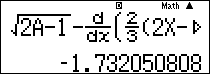 D Math ▲
√2A-1 - d/dx(2/3(2X- ▶
-1.732050808